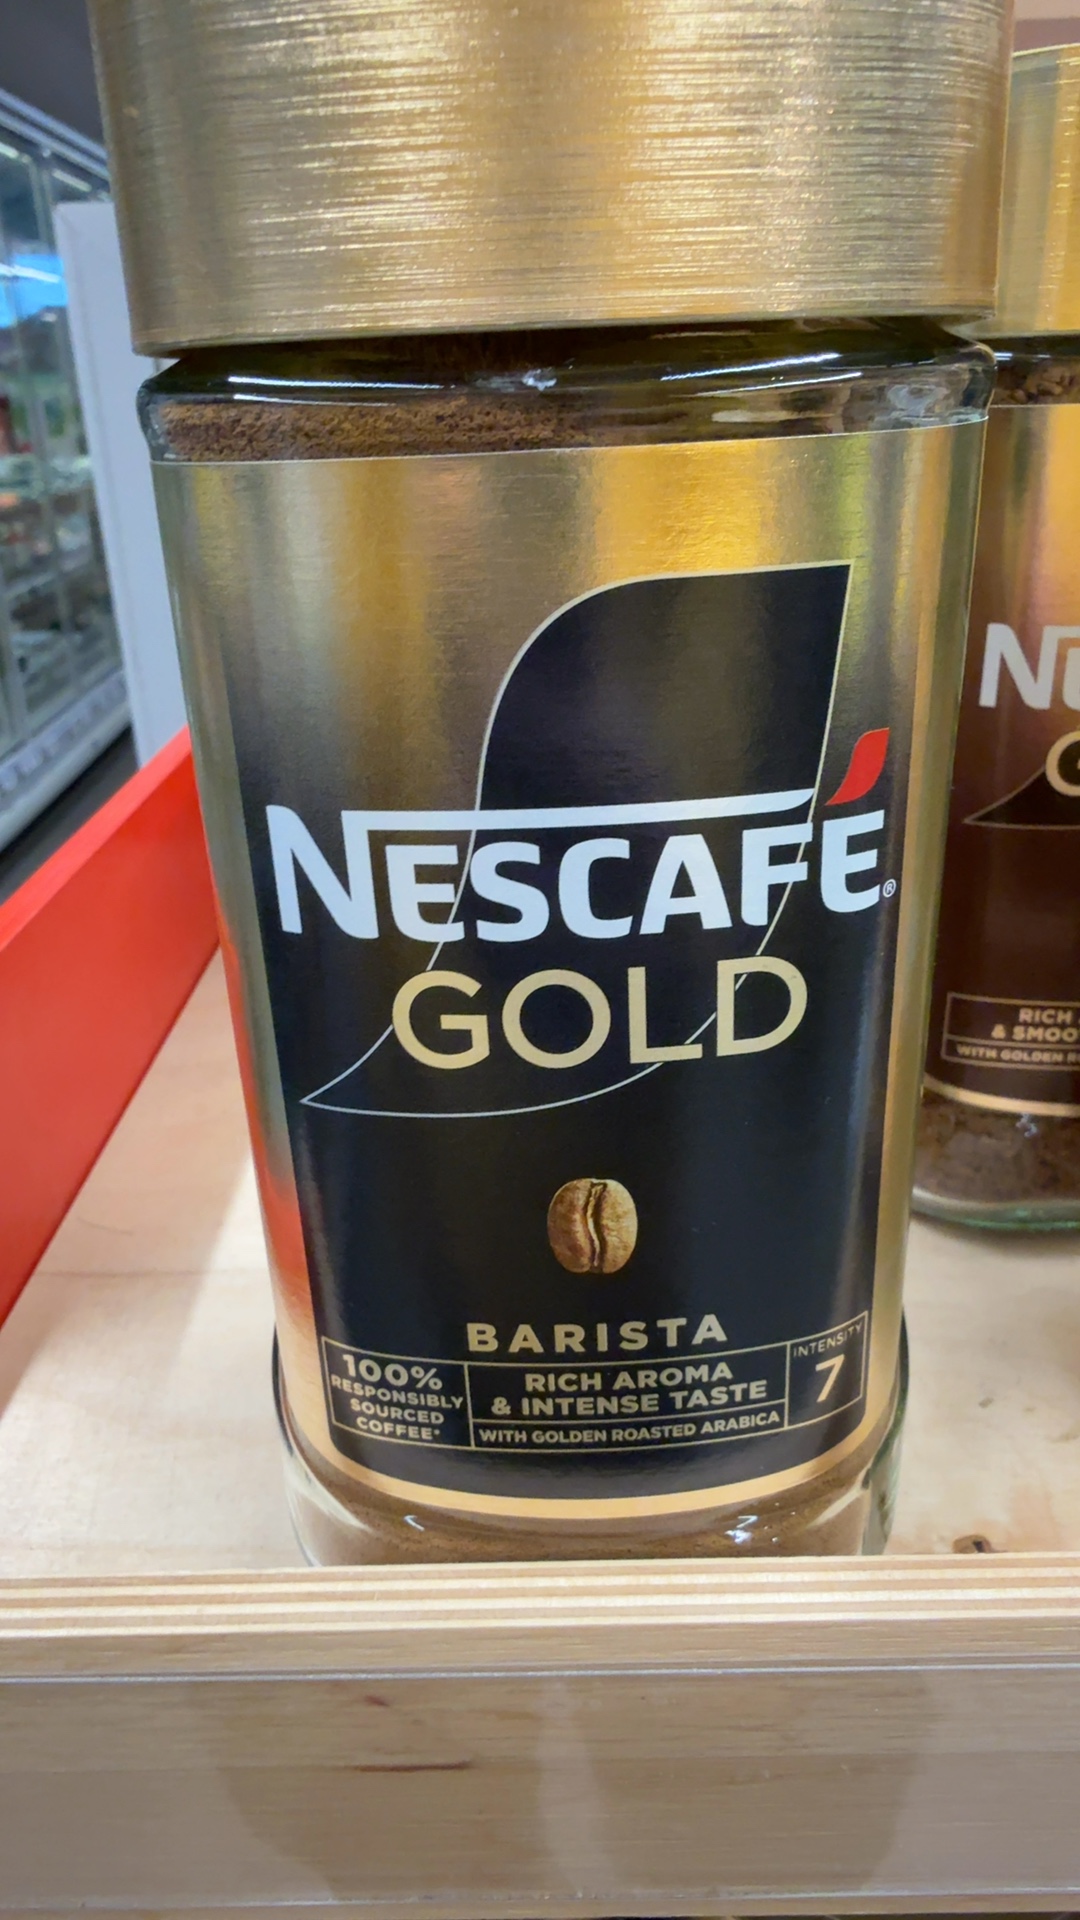 NESCAFÉ®
GOLD
BARISTA
100%
RESPONSIBLY
SOURCED
COFFEE*
RICH AROMA
& INTENSE TASTE
WITH GOLDEN ROASTED ARABICA
INTENSITY
7
RICH
WITH GOLDEN